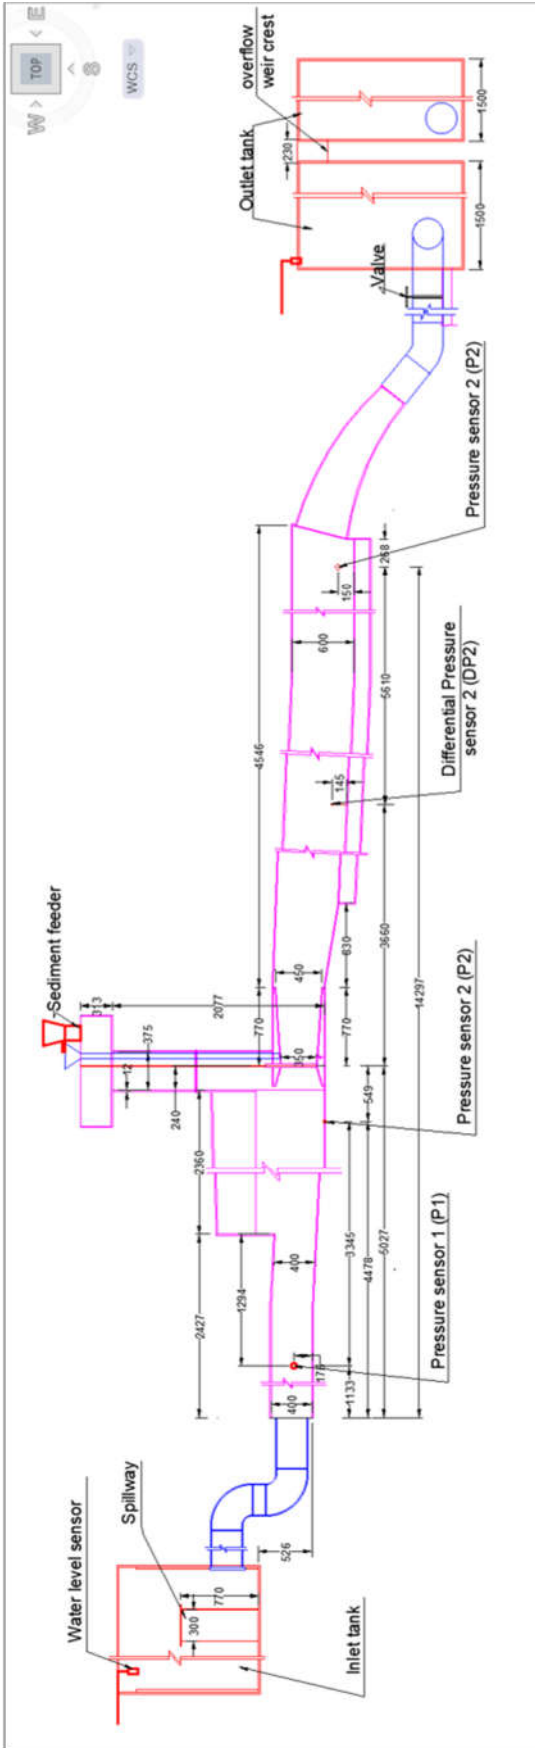 W
TOP
E
S
WCS
Water level sensor
Spillway
300
770
Inlet tank
526
2427
1294
400
400
175
1133
3345
4478
5027
14297
Pressure sensor 1 (P1)
2360
240
12
375
313
Sediment feeder
2077
770
350
450
549
770
630
Pressure sensor 2 (P2)
4546
145
600
150
268
3660
5610
Differential Pressure
sensor 2 (DP2)
Pressure sensor 2 (P2)
Valve
Outlet tank
overflow
weir crest
230
1500
1500